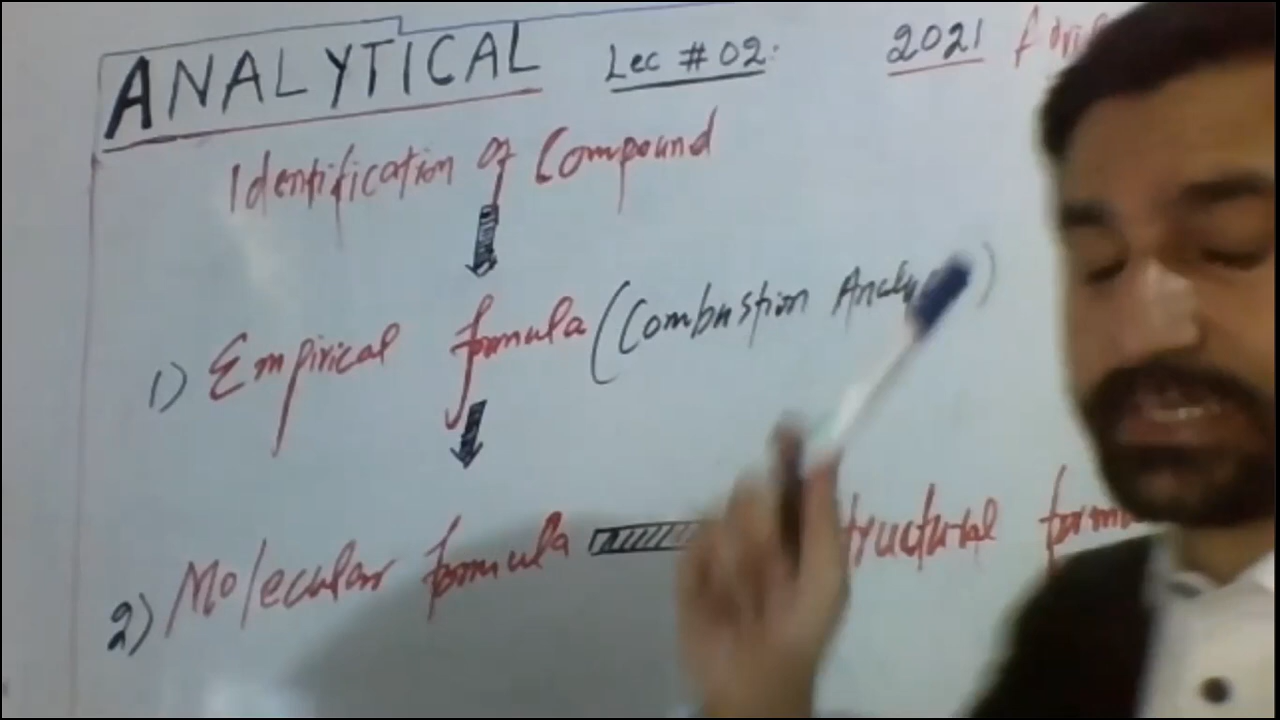 ANALYTICAL Lec # 02: 2021
Identification of Compound
1) Empirical formula (Combustion
2) Molecular formula